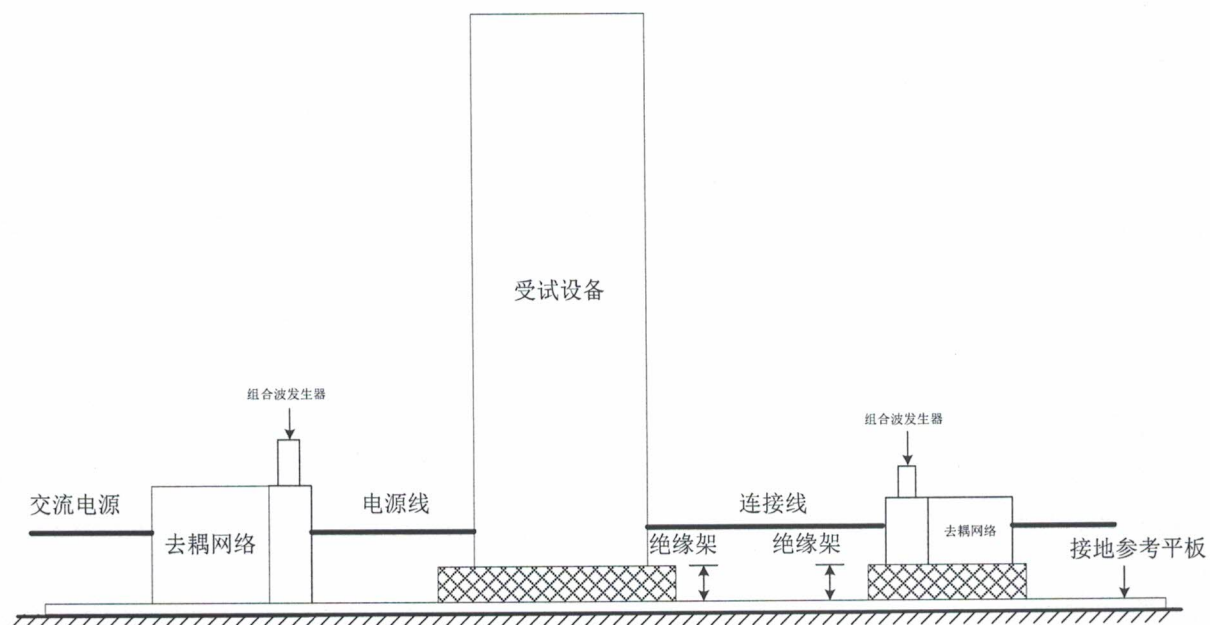 受试设备
组合波发生器
组合波发生器
交流电源
电源线
连接线
去耦网络
去耦网络
绝缘架
绝缘架
接地参考平板